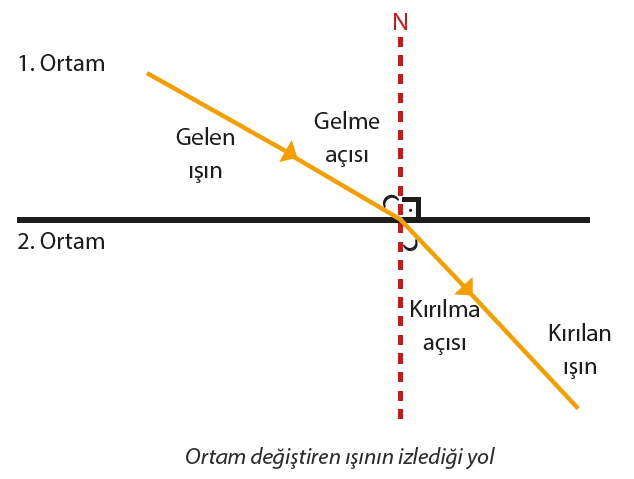 N
1. Ortam
Gelme
açısı
Gelen
ışın
2. Ortam
Kırılma
açısı
Kırılan
ışın
Ortam değiştiren ışının izlediği yol